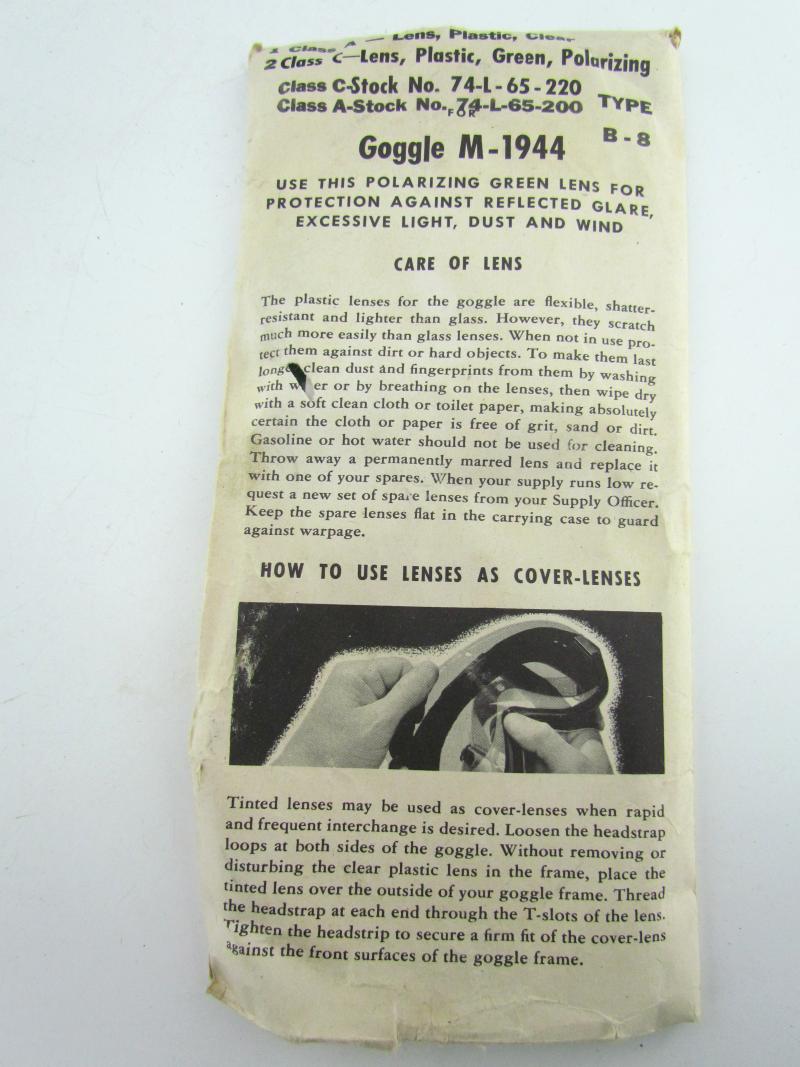 1 Class A — Lens, Plastic, Clear
2 Class C—Lens, Plastic, Green, Polarizing
Class C-Stock No. 74-L-65-220
Class A-Stock No. 74-L-65-200
TYPE
B-8
FOR
Goggle M-1944
USE THIS POLARIZING GREEN LENS FOR
PROTECTION AGAINST REFLECTED GLARE,
EXCESSIVE LIGHT, DUST AND WIND
CARE OF LENS
The plastic lenses for the goggle are flexible, shatter-
resistant and lighter than glass. However, they scratch
much more easily than glass lenses. When not in use pro-
tect them against dirt or hard objects. To make them last
longe clean dust and fingerprints from them by washing
with w er or by breathing on the lenses, then wipe dry
with a soft clean cloth or toilet paper, making absolutely
certain the cloth or paper is free of grit, sand or dirt.
Gasoline or hot water should not be used for cleaning.
Throw away a permanently marred lens and replace it
with one of your spares. When your supply runs low re-
quest a new set of spare lenses from your Supply Officer.
Keep the spare lenses flat in the carrying case to guard
against warpage.
HOW TO USE LENSES AS COVER-LENSES
Tinted lenses may be used as cover-lenses when rapid
and frequent interchange is desired. Loosen the headstrap
loops at both sides of the goggle. Without removing or
disturbing the clear plastic lens in the frame, place the
tinted lens over the outside of your goggle frame. Thread
the headstrap at each end through the T-slots of the lens.
Tighten the headstrip to secure a firm fit of the cover-lens
against the front surfaces of the goggle frame.